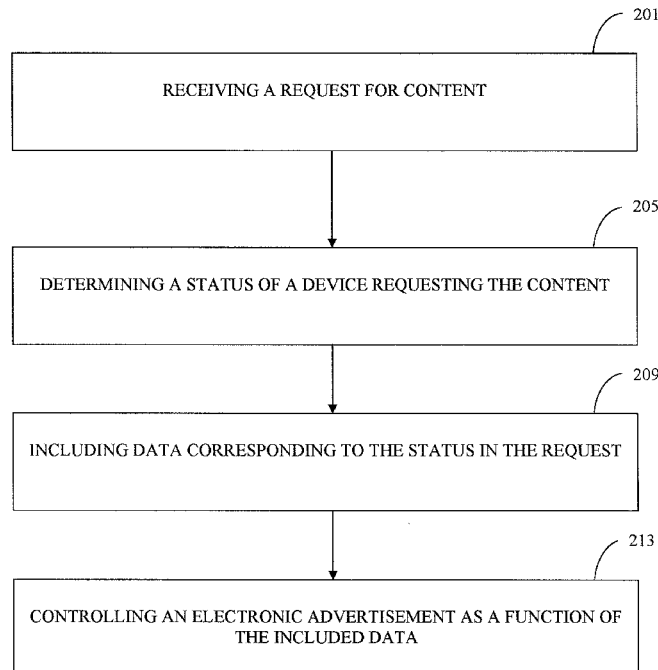 201
RECEIVING A REQUEST FOR CONTENT
205
DETERMINING A STATUS OF A DEVICE REQUESTING THE CONTENT
209
INCLUDING DATA CORRESPONDING TO THE STATUS IN THE REQUEST
213
CONTROLLING AN ELECTRONIC ADVERTISEMENT AS A FUNCTION OF
THE INCLUDED DATA